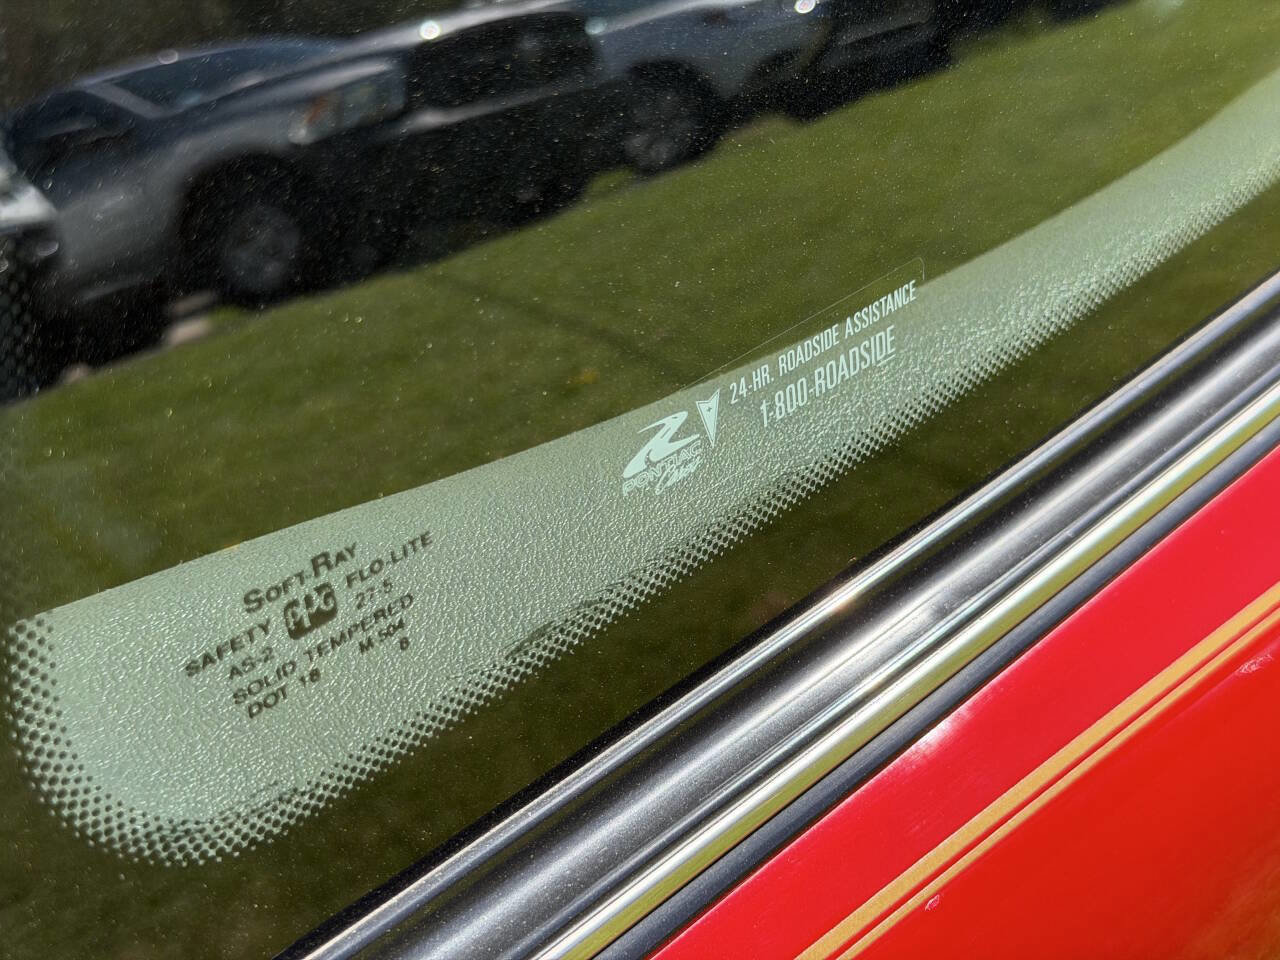 24-HR. ROADSIDE ASSISTANCE
1-800-ROADSIDE
PONTIAC
Care
SOFT-RAY
SAFETY PPG FLO-LITE
AS-2 27-5
SOLID TEMPERED
DOT 18 M 504